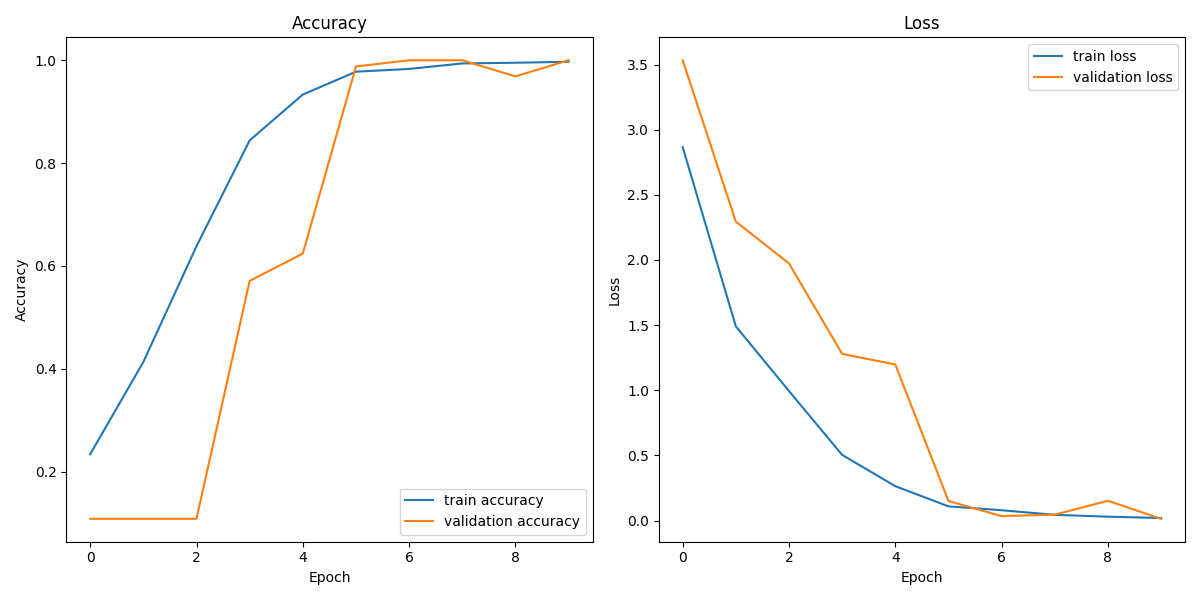 Accuracy
1.0
0.8
0.6
0.4
0.2
Accuracy
0 2 4 6 8
Epoch
train accuracy
validation accuracy
Loss
3.5
3.0
2.5
2.0
1.5
1.0
0.5
0.0
Loss
0 2 4 6 8
Epoch
train loss
validation loss